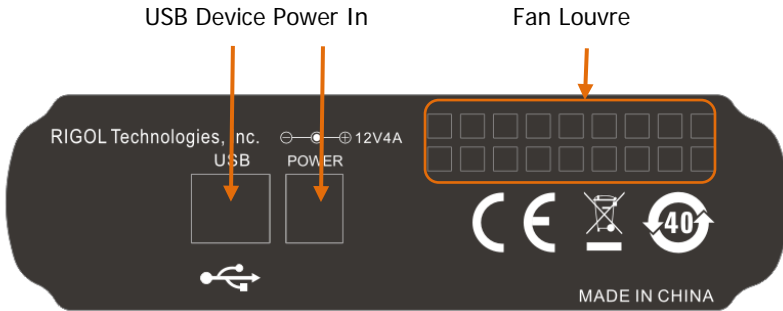 USB Device Power In Fan Louvre
RIGOL Technologies, Inc. 12V4A
USB POWER
CE 40
MADE IN CHINA